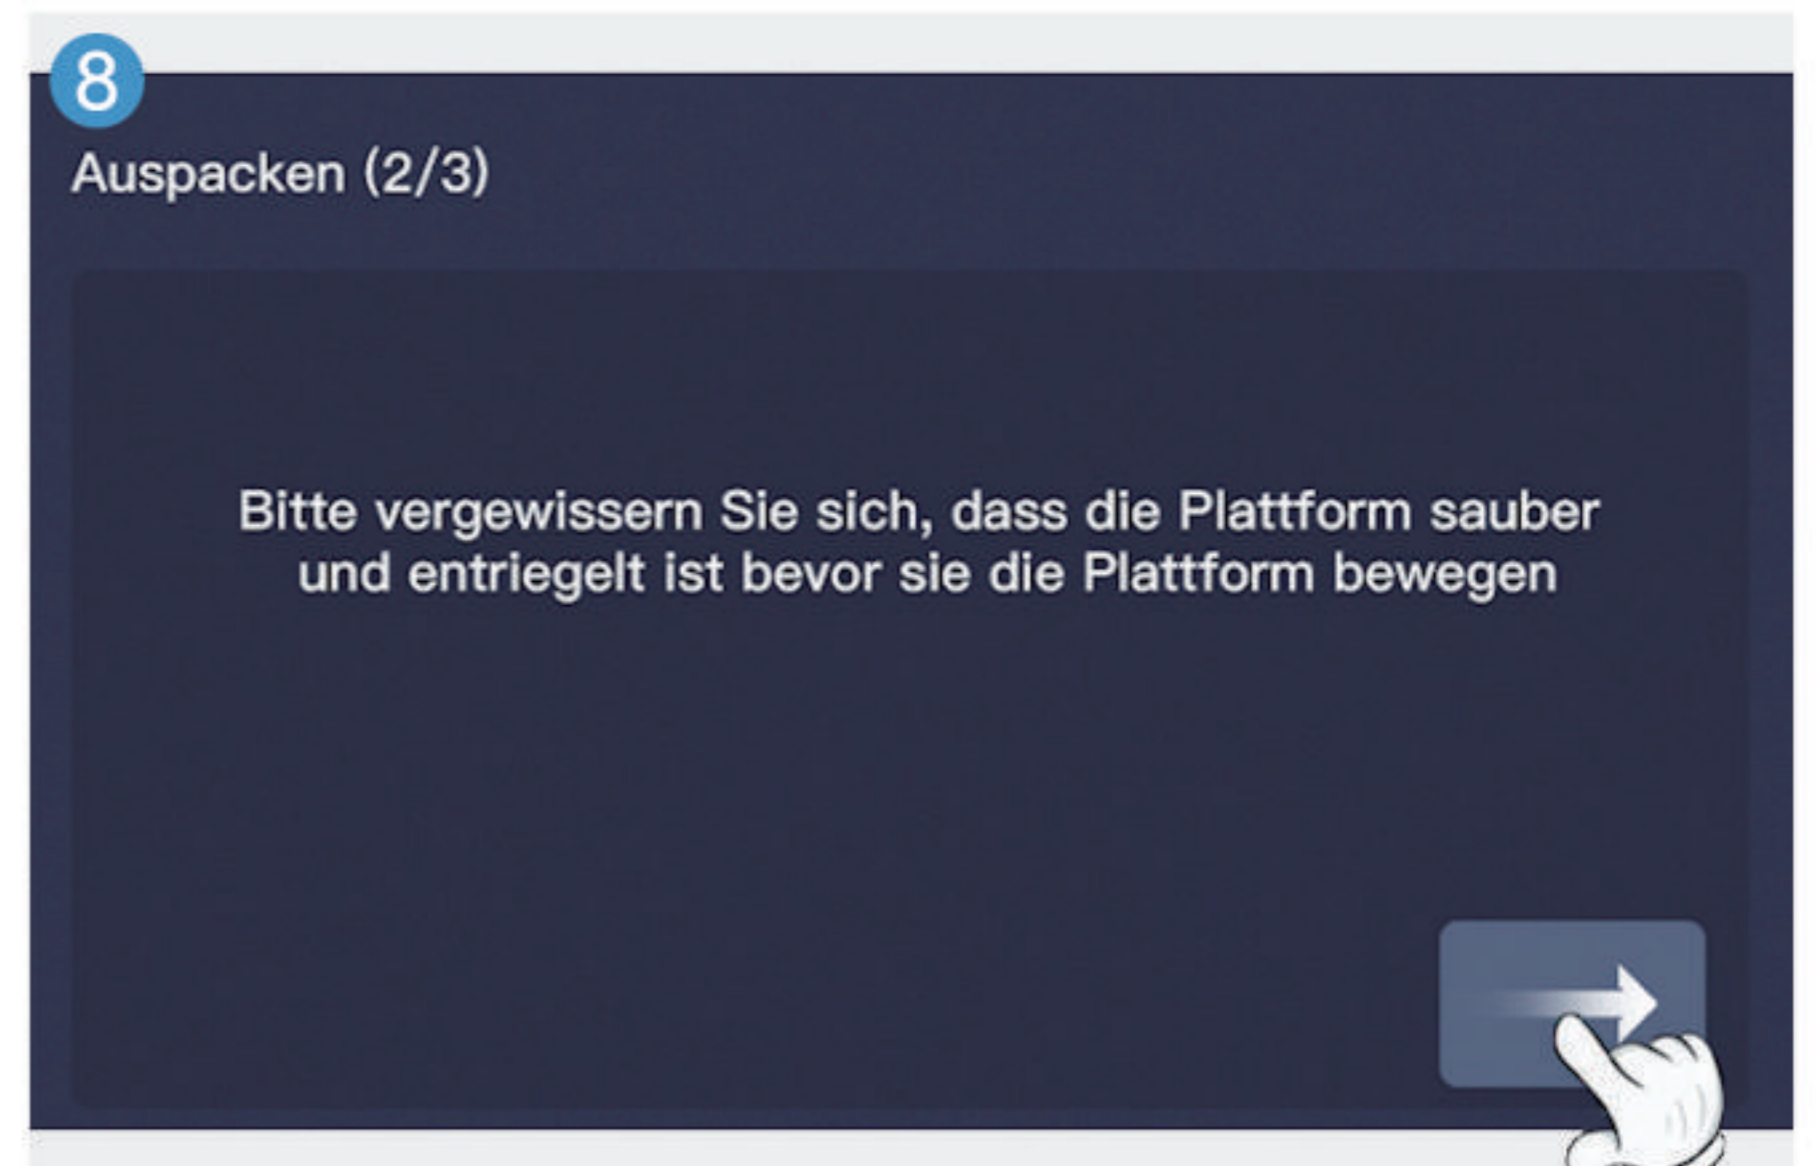 8
Auspacken (2/3)
Bitte vergewissern Sie sich, dass die Plattform sauber
und entriegelt ist bevor sie die Plattform bewegen